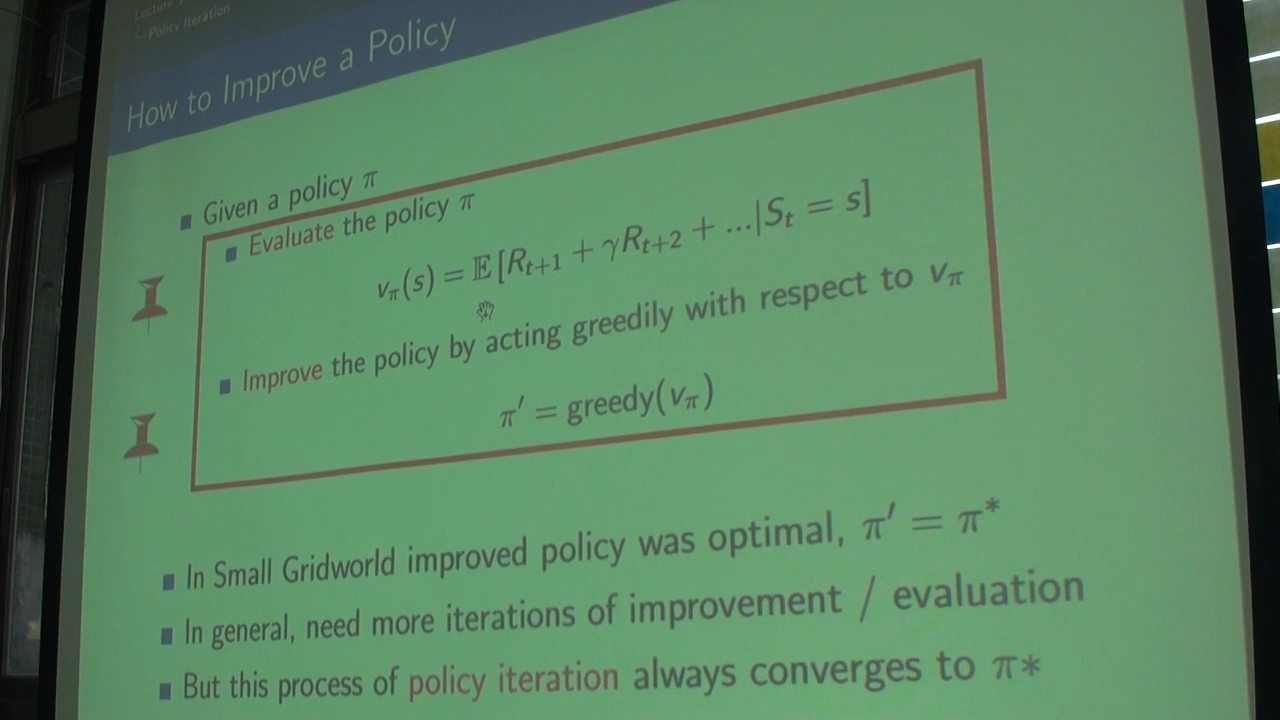 Lecture
Policy Iteration
How to Improve a Policy
Given a policy π
Evaluate the policy π
v_π(s) = 𝔼 [R_{t+1} + γR_{t+2} + ...|S_t = s]
Improve the policy by acting greedily with respect to v_π
π′ = greedy(v_π)
In Small Gridworld improved policy was optimal, π′ = π^*
In general, need more iterations of improvement / evaluation
But this process of policy iteration always converges to π*